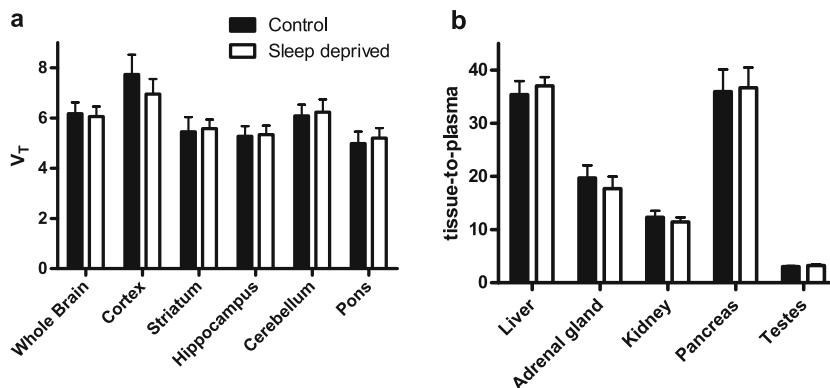 a
Control
Sleep deprived
8
6
4
2
0
V_T
Whole Brain
Cortex
Striatum
Hippocampus
Cerebellum
Pons
b
40
30
20
10
0
tissue-to-plasma
Liver
Adrenal gland
Kidney
Pancreas
Testes